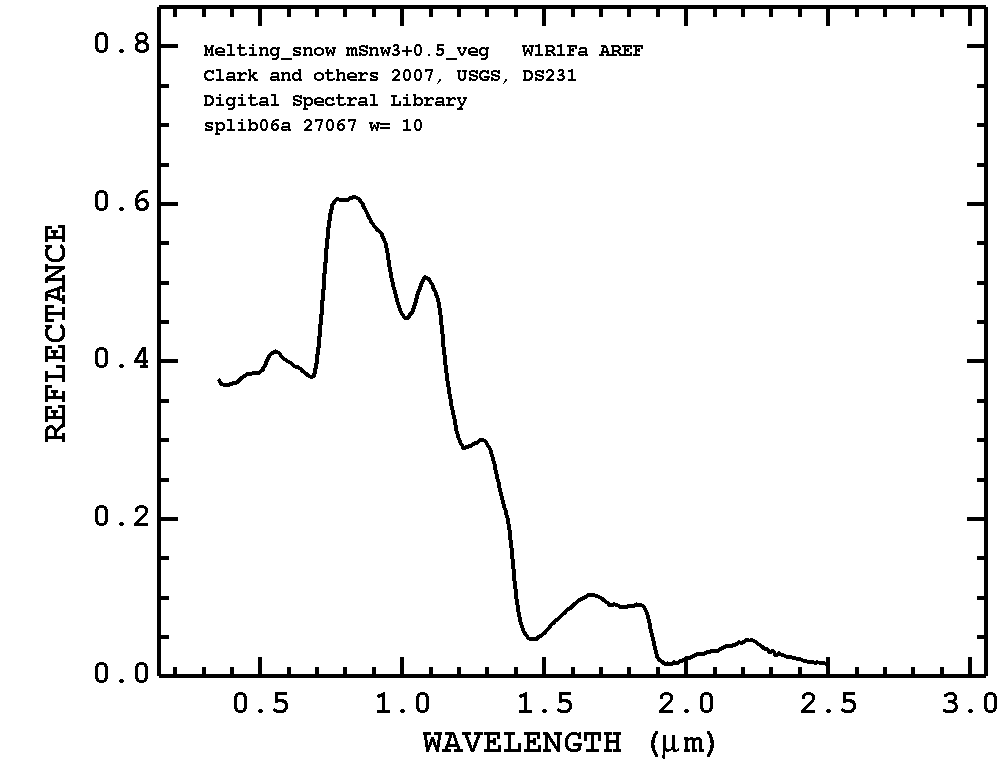 Melting_snow mSnw3+0.5_veg W1R1Fa AREF
Clark and others 2007, USGS, DS231
Digital Spectral Library
splib06a 27067 w= 10
0.8
0.6
0.4
0.2
0.0
REFLECTANCE
0.5 1.0 1.5 2.0 2.5 3.0
WAVELENGTH (μm)